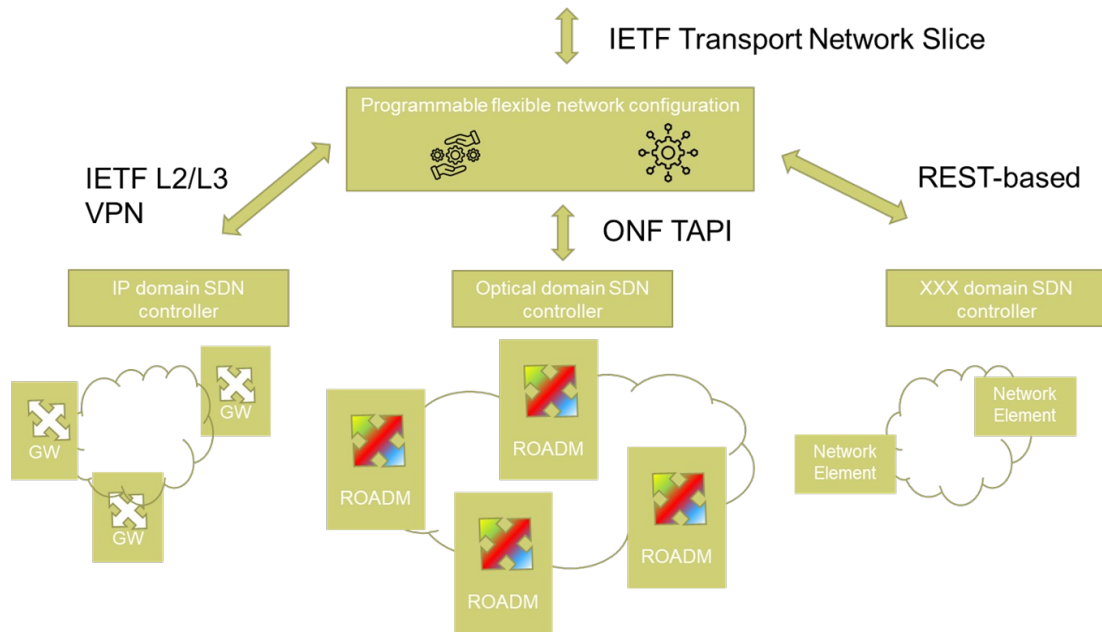 IETF Transport Network Slice
Programmable flexible network configuration
IETF L2/L3
VPN
REST-based
ONF TAPI
IP domain SDN
controller
Optical domain SDN
controller
XXX domain SDN
controller
GW
GW
GW
ROADM
ROADM
ROADM
ROADM
Network
Element
Network
Element